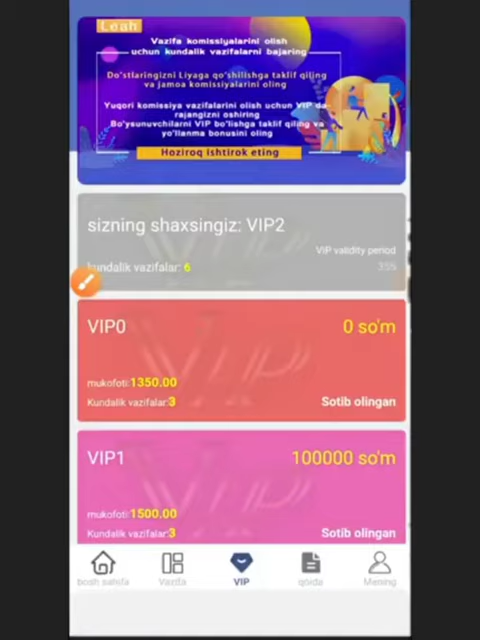 Leah
Vazifa komissiyalarini olish
uchun kundalik vazifalarni bajaring
Do'stlaringizni Liyaga qo'shilishga taklif qiling
va jamoa komissiyalarini oling
Yuqori komissiya vazifalarini olish uchun VIP da-
rajangizni oshiring
Bo'ysunuvchilarni VIP bo'lishga taklif qiling va
yo'llanma bonusini oling
Hoziroq ishtirok eting
sizning shaxsingiz: VIP2
VIP validity period
kundalik vazifalar: 6
355
VIP0
0 so'm
mukofoti:1350.00
Kundalik vazifalar:3
Sotib olingan
VIP1
100000 so'm
mukofoti:1500.00
Kundalik vazifalar:3
Sotib olingan
bosh sahifa
Vazifa
VIP
qoida
Mening